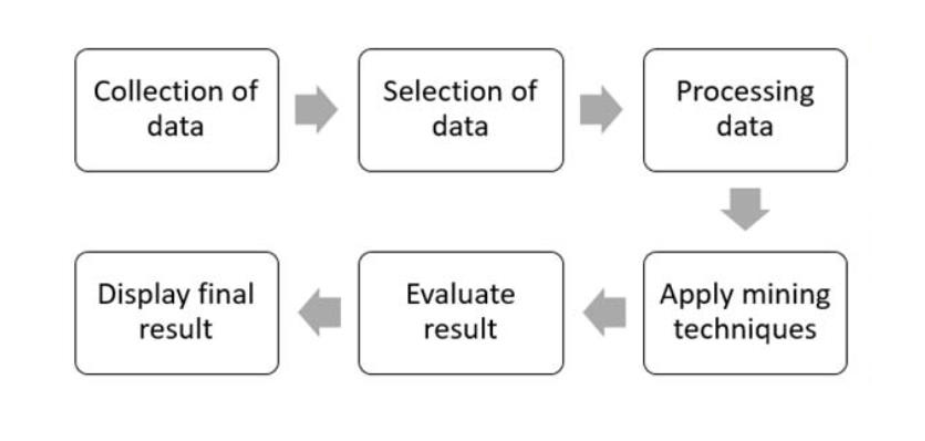 Collection of
data
Selection of
data
Processing
data
Apply mining
techniques
Evaluate
result
Display final
result